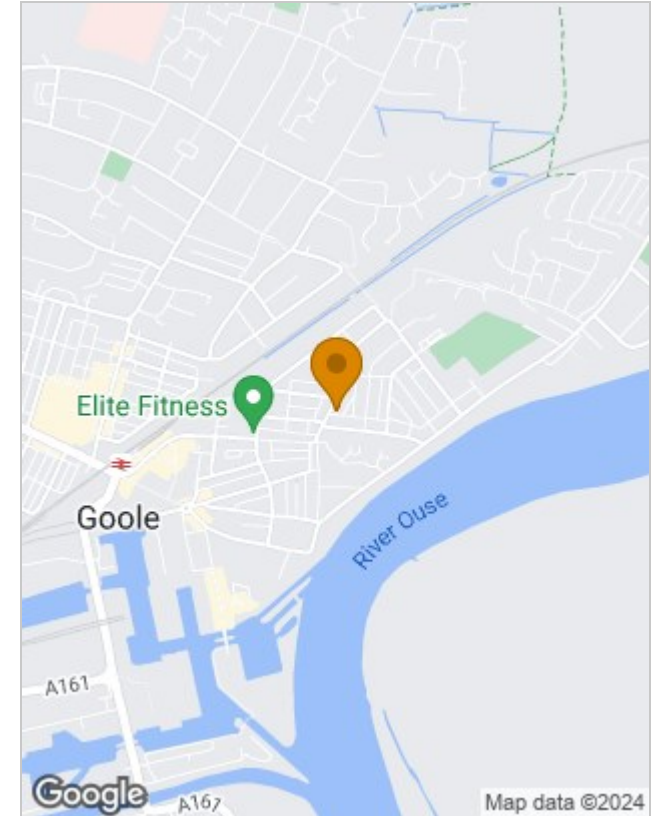 Elite Fitness
Goole
River Ouse
A161
Google
A161
Map data ©2024